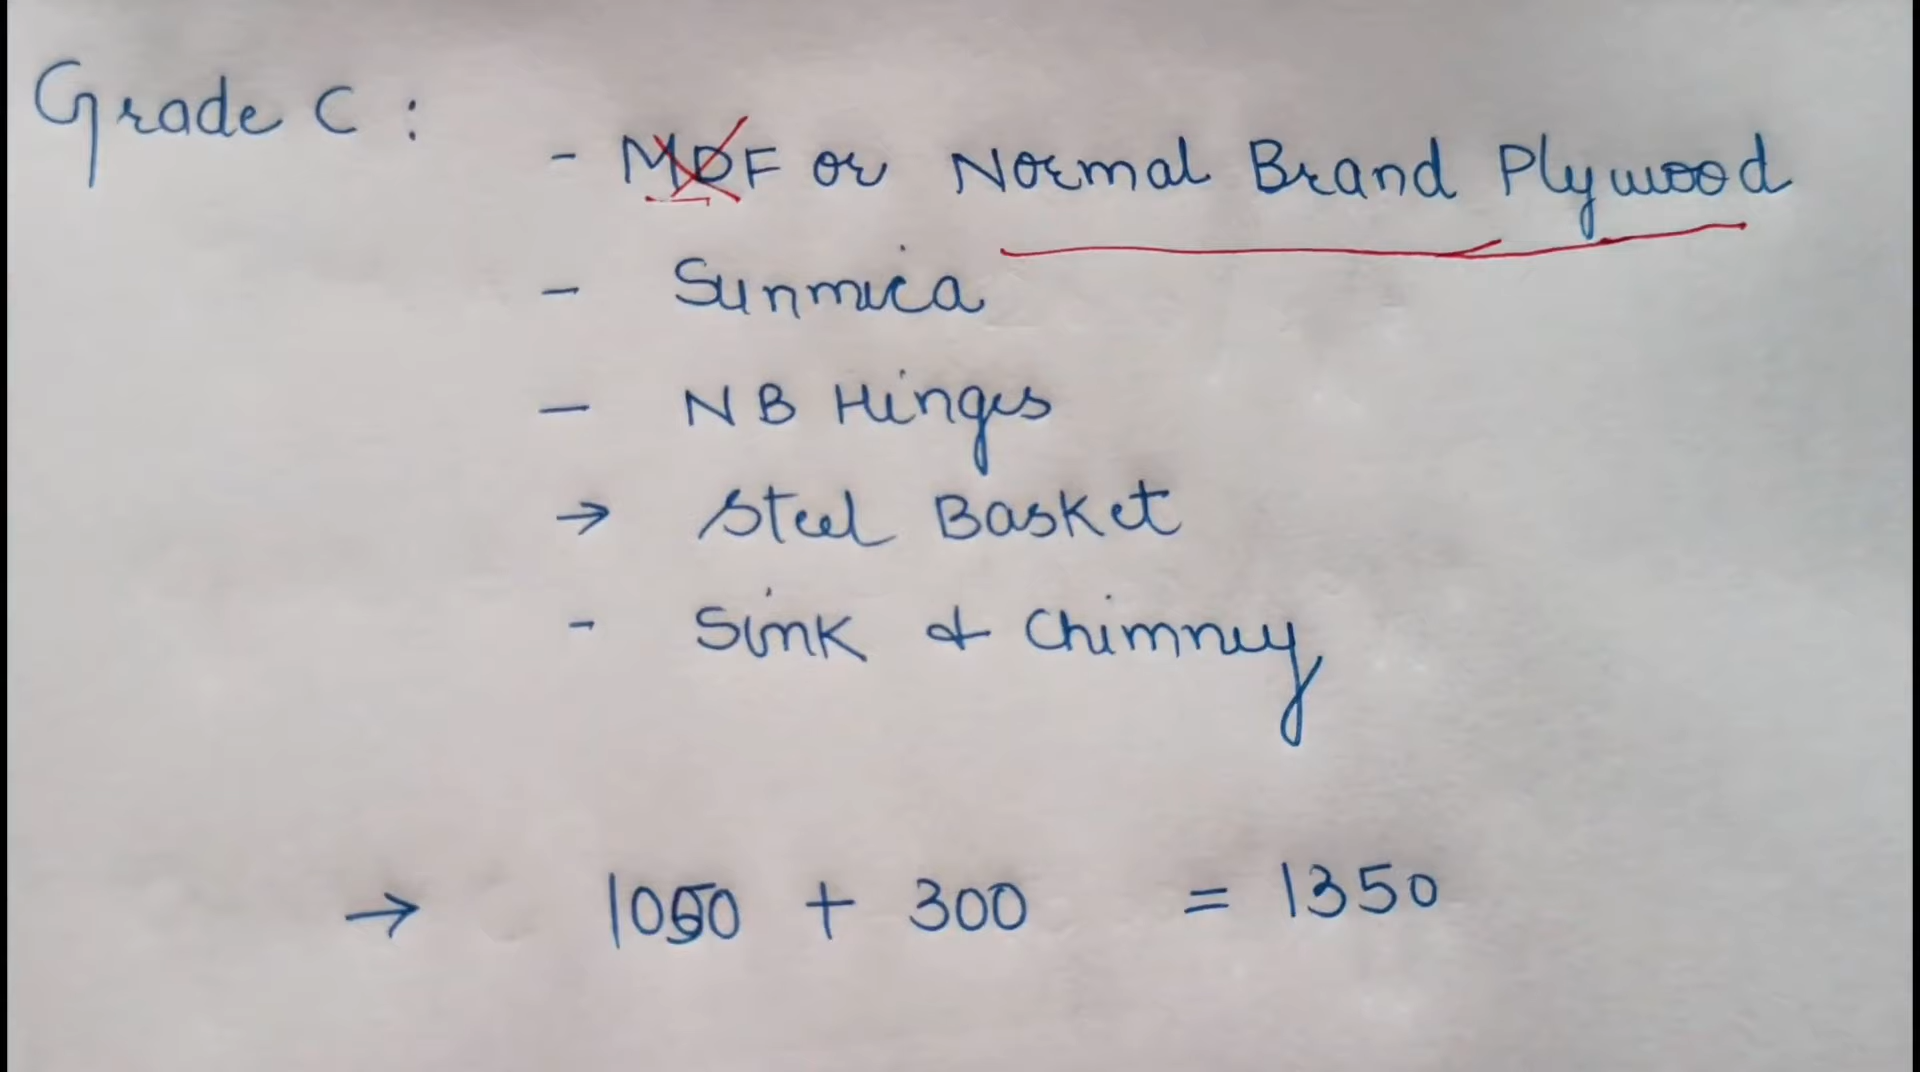 Grade C :
- MDF or Normal Brand Plywood
- Sunmica
- NB Hinges
→ Steel Basket
- Sink & Chimney
→ 1050 + 300 = 1350